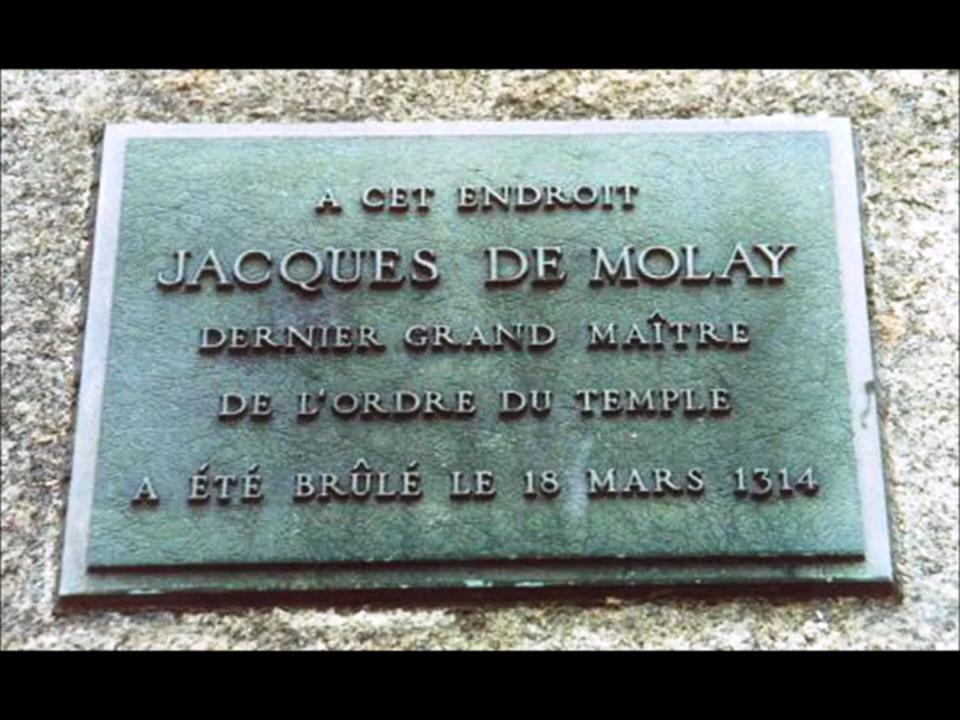 A CET ENDROIT
JACQUES DE MOLAY
DERNIER GRAND MAÎTRE
DE L'ORDRE DU TEMPLE
A ÉTÉ BRÛLÉ LE 18 MARS 1314